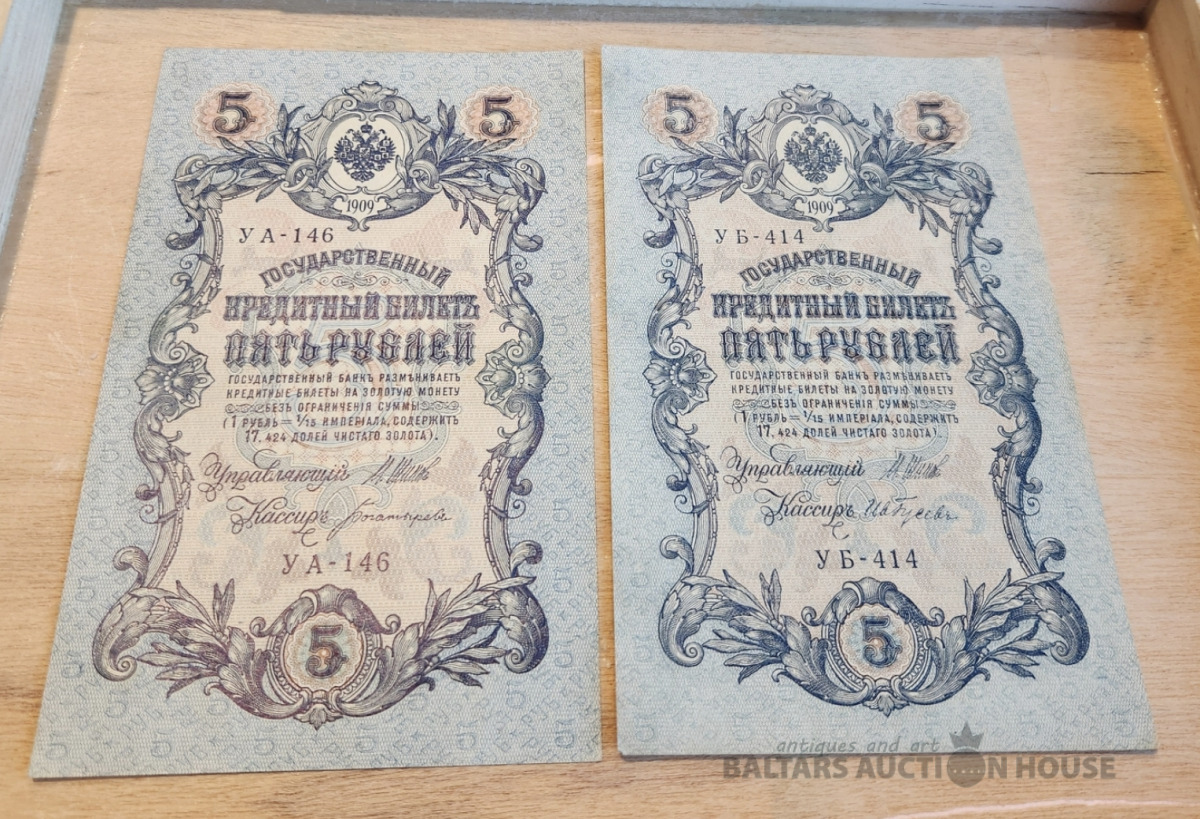 5 5
1909
УА-146
ГОСУДАРСТВЕННЫЙ
КРЕДИТНЫЙ БИЛЕТЪ
ПЯТЬ РУБЛЕЙ
ГОСУДАРСТВЕННЫЙ БАНКЪ РАЗМѢНИВАЕТЪ
КРЕДИТНЫЕ БИЛЕТЫ НА ЗОЛОТУЮ МОНЕТУ
БЕЗЪ ОГРАНИЧЕНІЯ СУММЫ
(1 РУБЛЬ = 1/15 ИМПЕРІАЛА, СОДЕРЖИТЪ
17,424 ДОЛЕЙ ЧИСТАГО ЗОЛОТА).
Управляющій
Кассиръ Богатыревъ
УА-146
5
5 5
1909
УБ-414
ГОСУДАРСТВЕННЫЙ
КРЕДИТНЫЙ БИЛЕТЪ
ПЯТЬ РУБЛЕЙ
ГОСУДАРСТВЕННЫЙ БАНКЪ РАЗМѢНИВАЕТЪ
КРЕДИТНЫЕ БИЛЕТЫ НА ЗОЛОТУЮ МОНЕТУ
БЕЗЪ ОГРАНИЧЕНІЯ СУММЫ
(1 РУБЛЬ = 1/15 ИМПЕРІАЛА, СОДЕРЖИТЪ
17,424 ДОЛЕЙ ЧИСТАГО ЗОЛОТА).
Управляющій
Кассиръ Ив Гусевъ
УБ-414
5
antiques and art
BALTARS AUCTION HOUSE